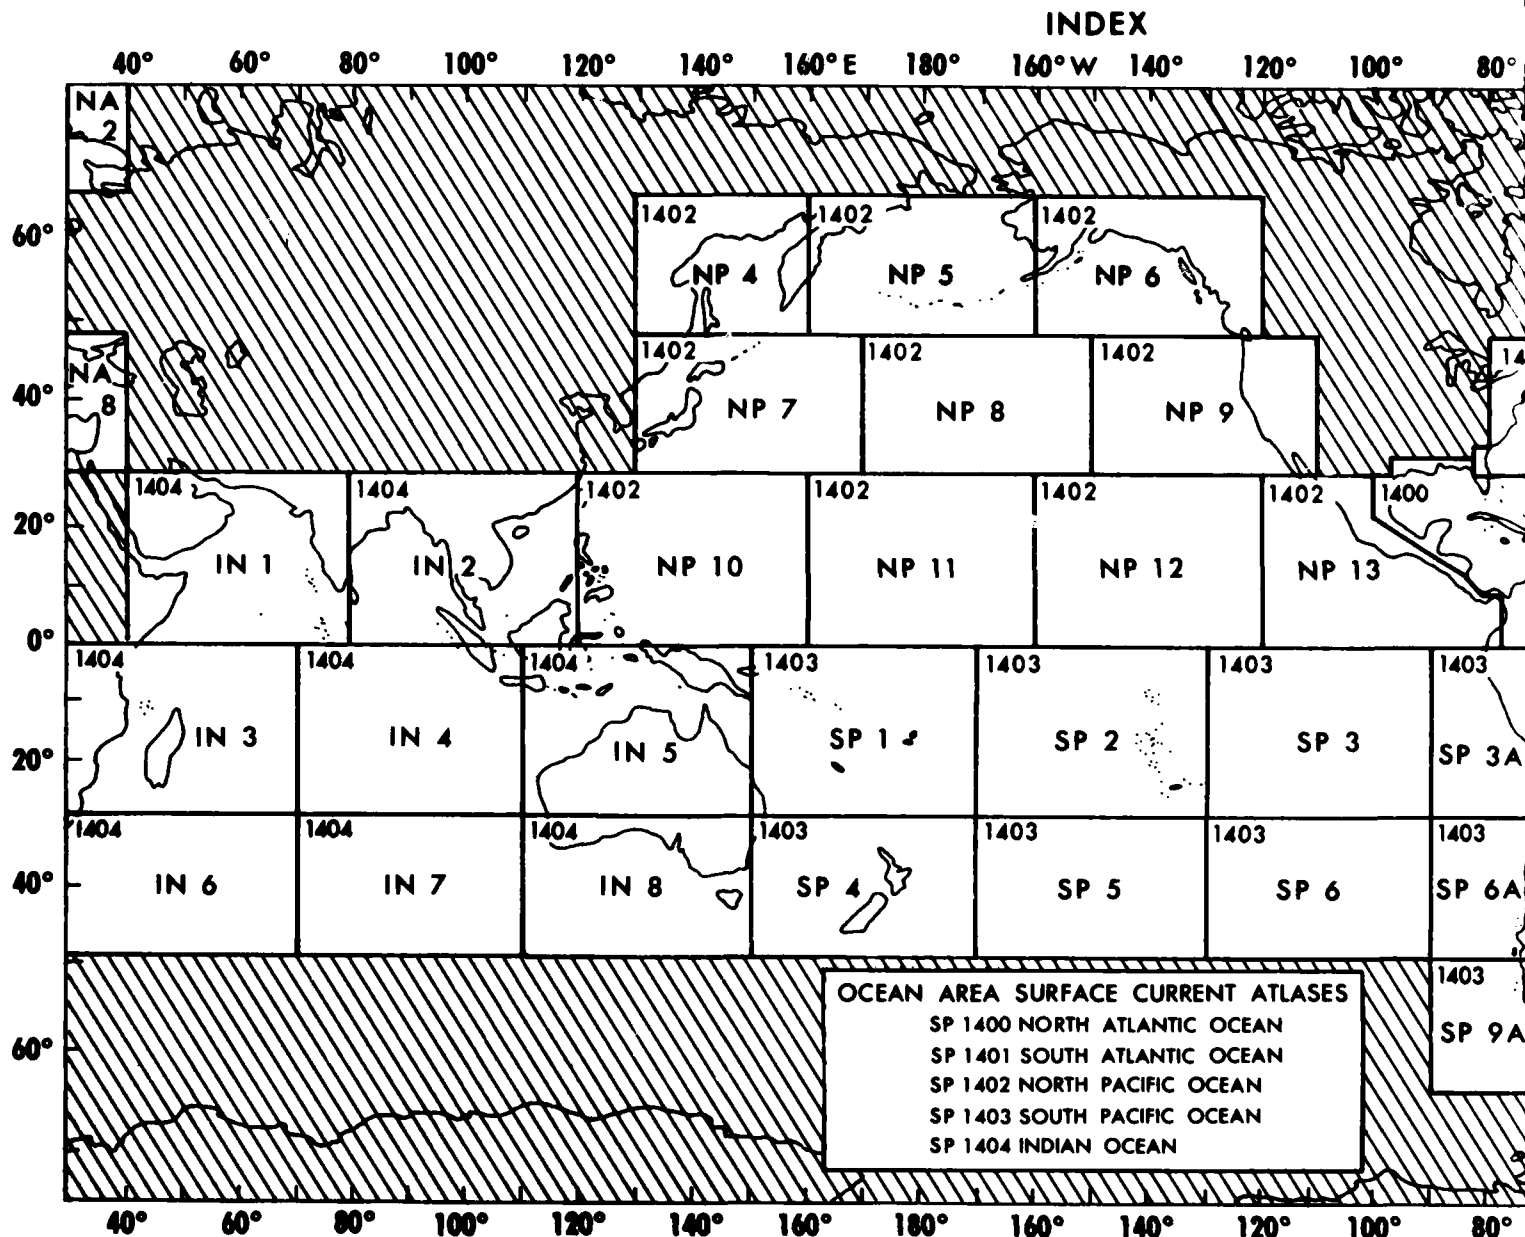 INDEX
40° 60° 80° 100° 120° 140° 160° E 180° 160° W 140° 120° 100° 80°
NA
2
60°
1402 1402 1402
NP 4 NP 5 NP 6
1402 1402 1402 14
NA
40°
8
NP 7 NP 8 NP 9
1404 1404 1402 1402 1402 1402 1400
20°
IN 1 IN 2 NP 10 NP 11 NP 12 NP 13
0°
1404 1404 1404 1403 1403 1403 1403
IN 3 IN 4 IN 5 SP 1 SP 2 SP 3 SP 3A
20°
1404 1404 1404 1403 1403 1403 1403
40°
IN 6 IN 7 IN 8 SP 4 SP 5 SP 6 SP 6A
1403
SP 9A
60°
OCEAN AREA SURFACE CURRENT ATLASES
SP 1400 NORTH ATLANTIC OCEAN
SP 1401 SOUTH ATLANTIC OCEAN
SP 1402 NORTH PACIFIC OCEAN
SP 1403 SOUTH PACIFIC OCEAN
SP 1404 INDIAN OCEAN
40° 60° 80° 100° 120° 140° 160° 180° 160° 140° 120° 100° 80°